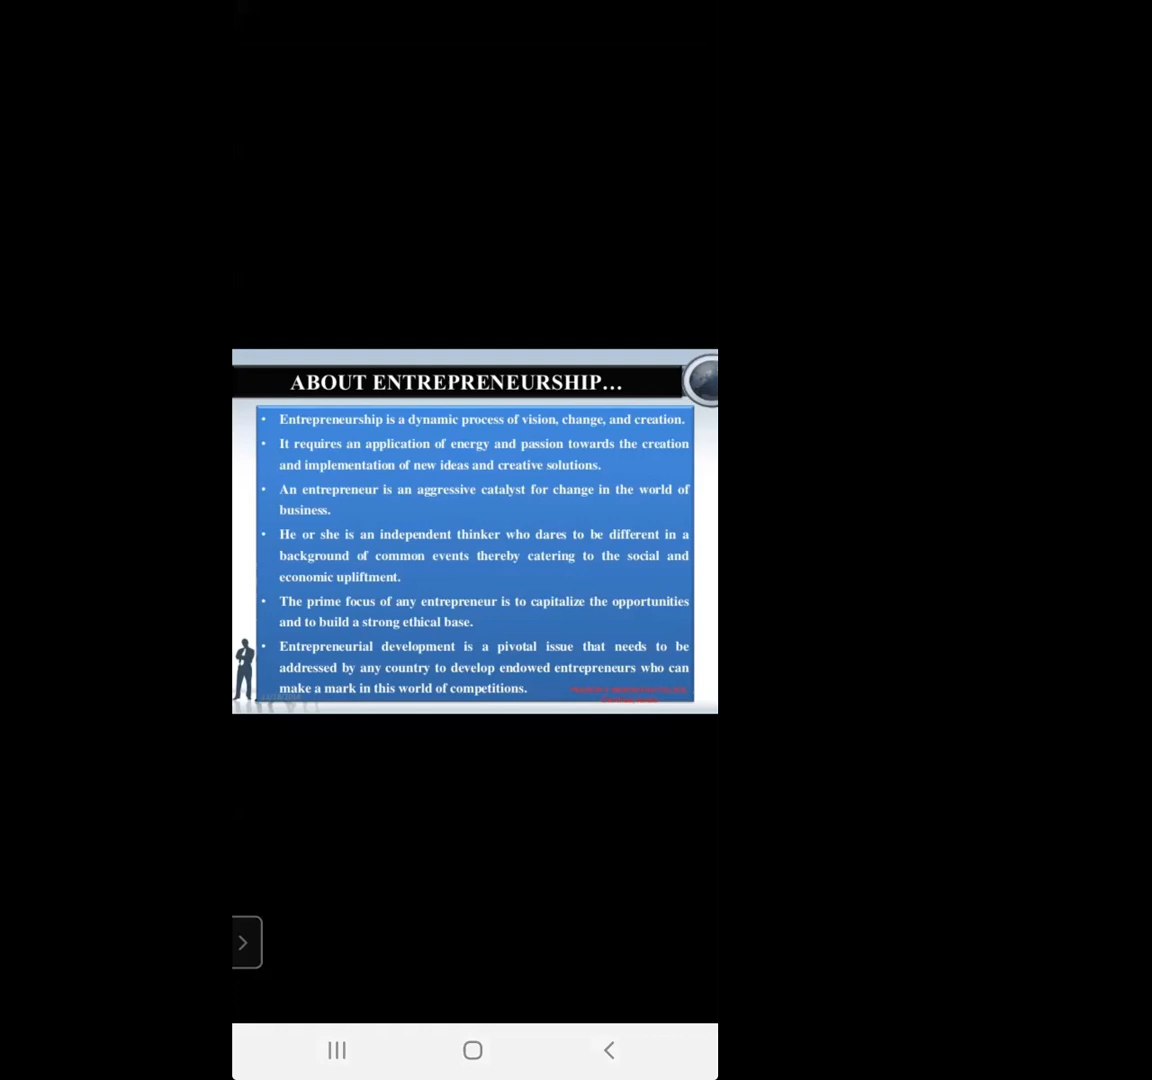 ABOUT ENTREPRENEURSHIP...
• Entrepreneurship is a dynamic process of vision, change, and creation.
• It requires an application of energy and passion towards the creation
and implementation of new ideas and creative solutions.
• An entrepreneur is an aggressive catalyst for change in the world of
business.
• He or she is an independent thinker who dares to be different in a
background of common events thereby catering to the social and
economic upliftment.
• The prime focus of any entrepreneur is to capitalize the opportunities
and to build a strong ethical base.
• Entrepreneurial development is a pivotal issue that needs to be
addressed by any country to develop endowed entrepreneurs who can
make a mark in this world of competitions.